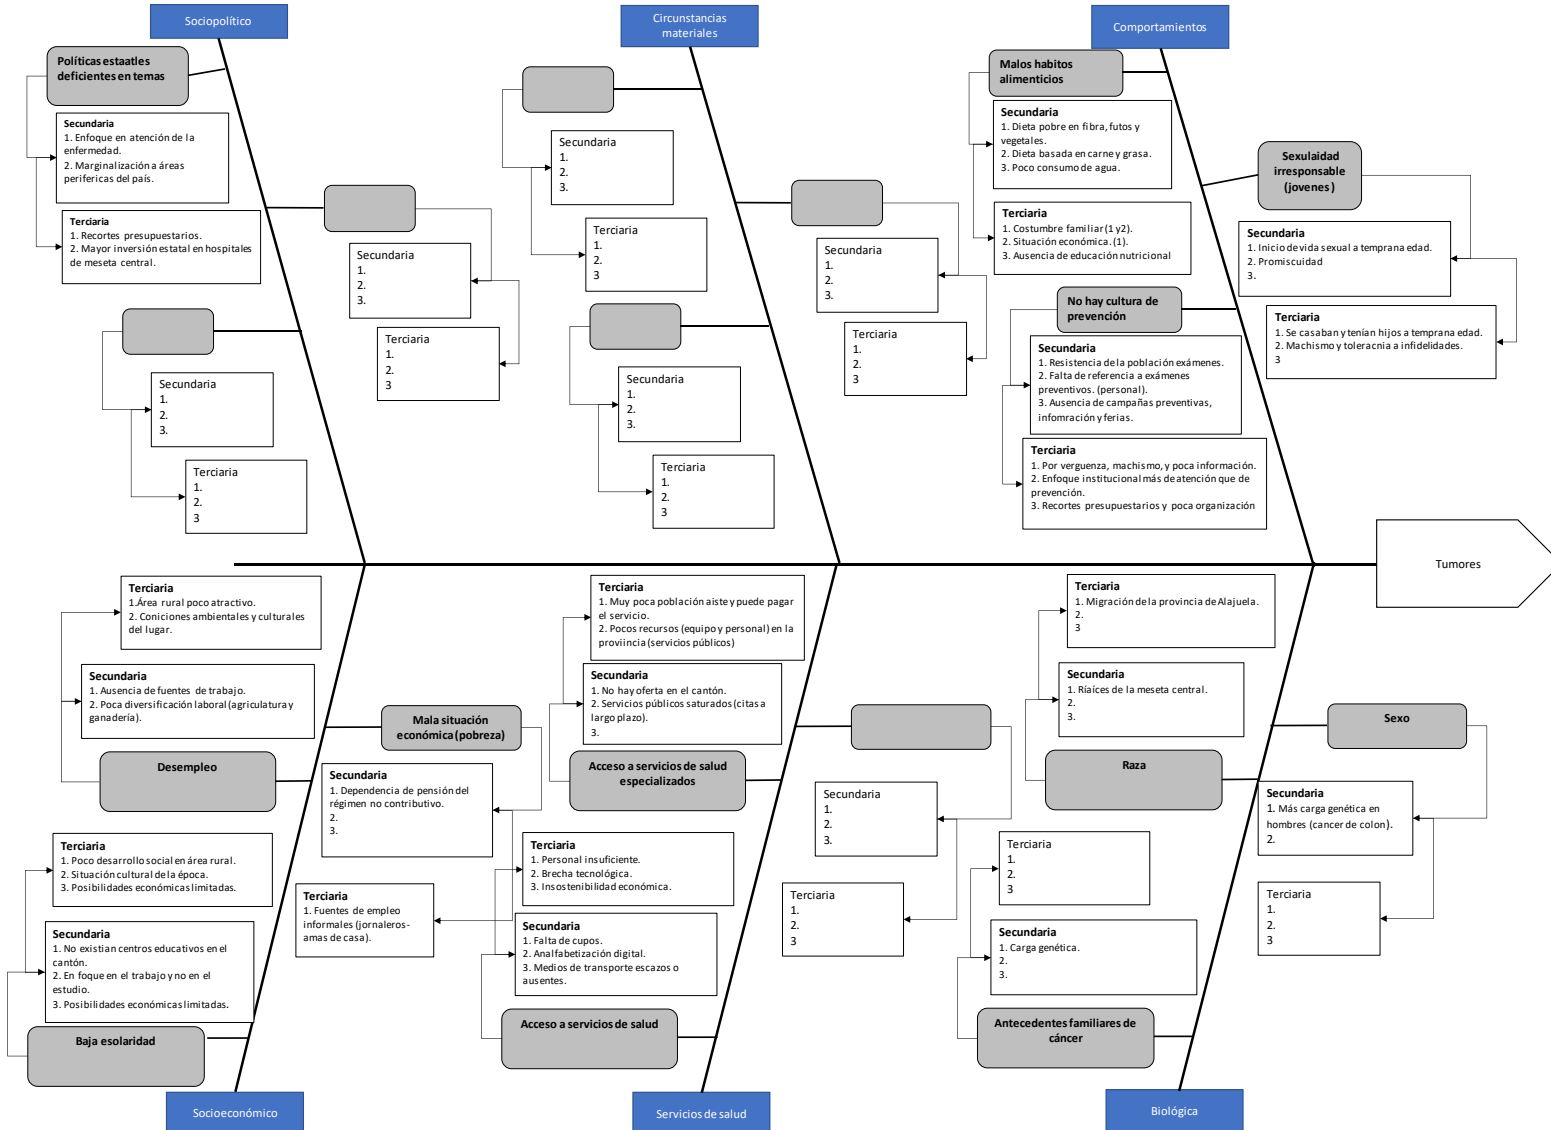 Sociopolítico
Circunstancias
materiales
Comportamientos
Políticas estaatles
deficientes en temas
Secundaria
1. Enfoque en atención de la
enfermedad.
2. Marginalización a áreas
perifericas del país.
Terciaria
1. Recortes presupuestarios.
2. Mayor inversión estatal en hospitales
de meseta central.
Secundaria
1.
2.
3.
Terciaria
1.
2.
3
Secundaria
1.
2.
3.
Terciaria
1.
2.
3
Secundaria
1.
2.
3.
Terciaria
1.
2.
3
Secundaria
1.
2.
3.
Terciaria
1.
2.
3
Secundaria
1.
2.
3.
Terciaria
1.
2.
3
Malos habitos
alimenticios
Secundaria
1. Dieta pobre en fibra, futos y
vegetales.
2. Dieta basada en carne y grasa.
3. Poco consumo de agua.
Terciaria
1. Costumbre familiar (1 y2).
2. Situación económica. (1).
3. Ausencia de educación nutricional
Sexulaidad
irresponsable
(jovenes )
Secundaria
1. Inicio de vida sexual a temprana edad.
2. Promiscuidad
3.
Terciaria
1. Se casaban y tenían hijos a temprana edad.
2. Machismo y toleracnia a infidelidades.
3
No hay cultura de
prevención
Secundaria
1. Resistencia de la población exámenes.
2. Falta de referencia a exámenes
preventivos. (personal).
3. Ausencia de campañas preventivas,
infomración y ferias.
Terciaria
1. Por verguenza, machismo, y poca información.
2. Enfoque institucional más de atención que de
prevención.
3. Recortes presupuestarios y poca organización
Tumores
Terciaria
1.Área rural poco atractivo.
2. Coniciones ambientales y culturales
del lugar.
Secundaria
1. Ausencia de fuentes de trabajo.
2. Poca diversificación laboral (agriculatura y
ganadería).
Desempleo
Mala situación
económica (pobreza)
Secundaria
1. Dependencia de pensión del
régimen no contributivo.
2.
3.
Terciaria
1. Fuentes de empleo
informales (jornaleros-
amas de casa).
Terciaria
1. Poco desarrollo social en área rural.
2. Situación cultural de la época.
3. Posibilidades económicas limitadas.
Secundaria
1. No existian centros educativos en el
cantón.
2. En foque en el trabajo y no en el
estudio.
3. Posibilidades económicas limitadas.
Baja esolaridad
Socioeconómico
Terciaria
1. Muy poca población aiste y puede pagar
el servicio.
2. Pocos recursos (equipo y personal) en la
proviincia (servicios públicos)
Secundaria
1. No hay oferta en el cantón.
2. Servicios públicos saturados (citas a
largo plazo).
3.
Acceso a servicios de salud
especializados
Secundaria
1.
2.
3.
Terciaria
1.
2.
3
Terciaria
1. Personal insuficiente.
2. Brecha tecnológica.
3. Insostenibilidad económica.
Secundaria
1. Falta de cupos.
2. Analfabetización digital.
3. Medios de transporte escazos o
ausentes.
Acceso a servicios de salud
Servicios de salud
Terciaria
1. Migración de la provincia de Alajuela.
2.
3
Secundaria
1. Ríaíces de la meseta central.
2.
3.
Raza
Sexo
Secundaria
1. Más carga genética en
hombres (cancer de colon).
2.
Terciaria
1.
2.
3
Terciaria
1.
2.
3
Secundaria
1. Carga genética.
2.
3.
Antecedentes familiares de
cáncer
Biológica